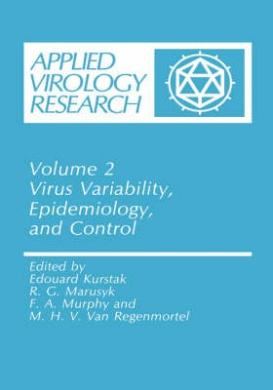 APPLIED
VIROLOGY
RESEARCH
Volume 2
Virus Variability,
Epidemiology,
and Control
Edited by
Edouard Kurstak
R. G. Marusyk
F. A. Murphy and
M. H. V. Van Regenmortel